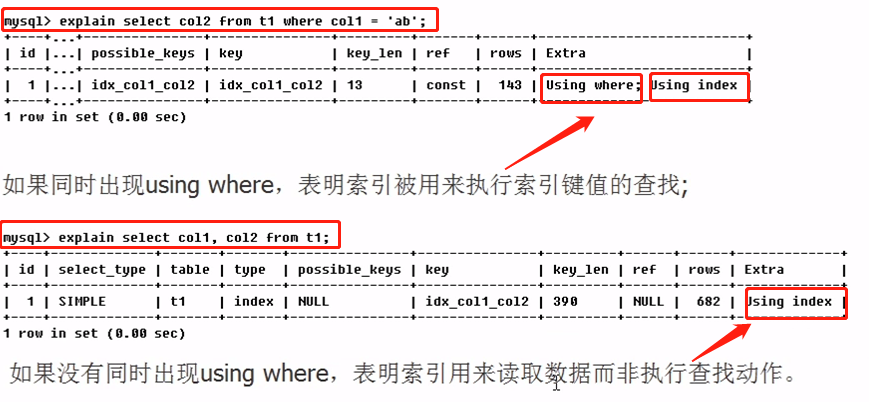 mysql> explain select col2 from t1 where col1 = 'ab';
+----+...+---------------+---------------+---------+-------+------+--------------------------+
| id |...| possible_keys | key | key_len | ref | rows | Extra |
+----+...+---------------+---------------+---------+-------+------+--------------------------+
| 1 |...| idx_col1_col2 | idx_col1_col2 | 13 | const | 143 | Using where; Using index |
+----+...+---------------+---------------+---------+-------+------+--------------------------+
1 row in set (0.00 sec)
如果同时出现using where，表明索引被用来执行索引键值的查找;
mysql> explain select col1, col2 from t1;
+----+-------------+-------+-------+---------------+---------------+---------+------+------+-------------+
| id | select_type | table | type | possible_keys | key | key_len | ref | rows | Extra |
+----+-------------+-------+-------+---------------+---------------+---------+------+------+-------------+
| 1 | SIMPLE | t1 | index | NULL | idx_col1_col2 | 390 | NULL | 682 | Using index |
+----+-------------+-------+-------+---------------+---------------+---------+------+------+-------------+
1 row in set (0.00 sec)
如果没有同时出现using where，表明索引用来读取数据而非执行查找动作。